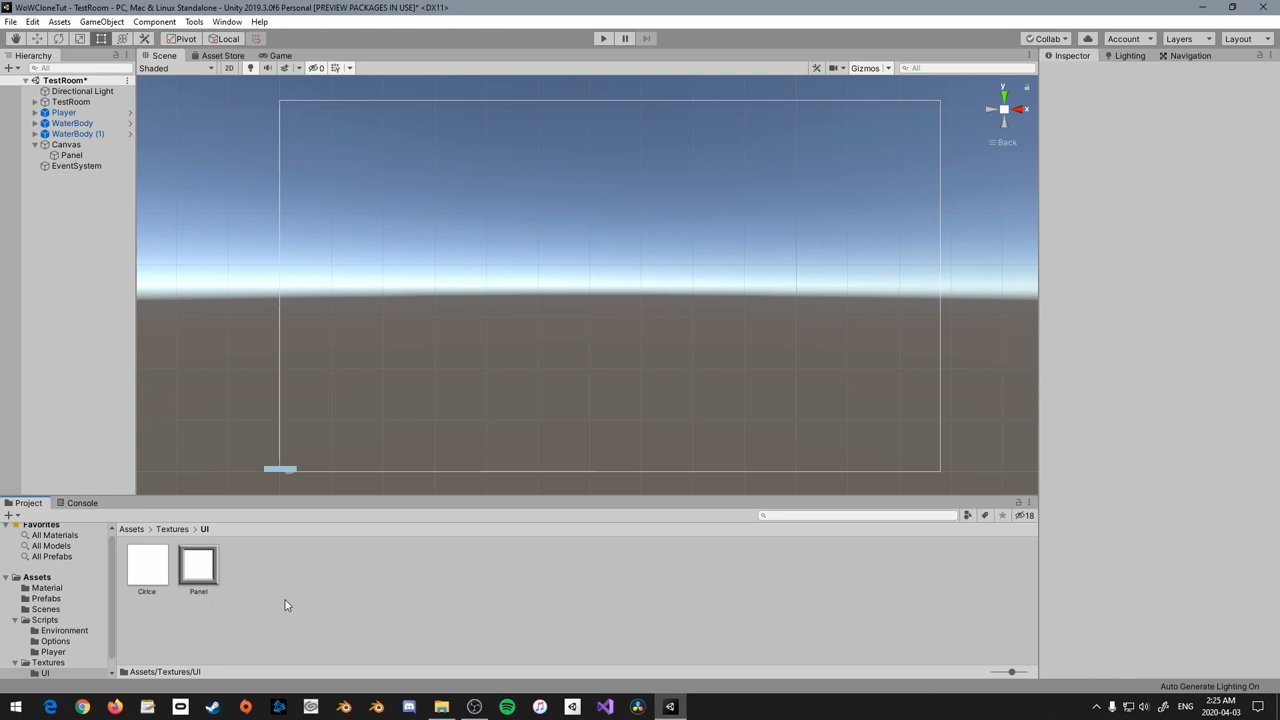 WoWCloneTut - TestRoom - PC, Mac & Linux Standalone - Unity 2019.3.0f6 Personal [PREVIEW PACKAGES IN USE]* <DX11>
File Edit Assets GameObject Component Tools Window Help
Pivot Local Collab Account Layers Layout
Hierarchy Scene Asset Store Game Inspector Lighting Navigation
All Shaded 2D 0 Gizmos All
TestRoom*
Directional Light
TestRoom
Player
WaterBody
WaterBody (1)
Canvas
Panel
EventSystem
y
x
Back
Project Console
18
Favorites
All Materials
All Models
All Prefabs
Assets
Material
Prefabs
Scenes
Scripts
Environment
Options
Player
Textures
UI
Assets > Textures > UI
Cirlce Panel
Assets/Textures/UI
Auto Generate Lighting On
ENG
2:25 AM
2020-04-03